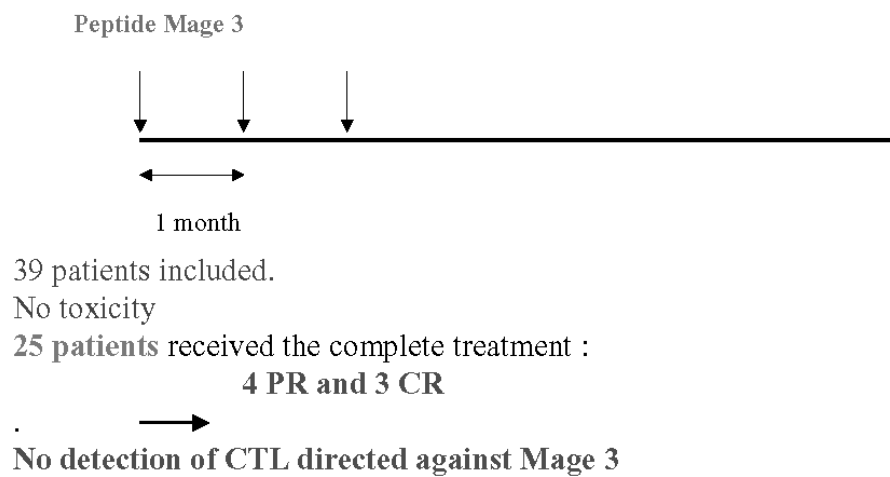 Peptide Mage 3
1 month
39 patients included.
No toxicity
25 patients received the complete treatment :
4 PR and 3 CR
.
No detection of CTL directed against Mage 3